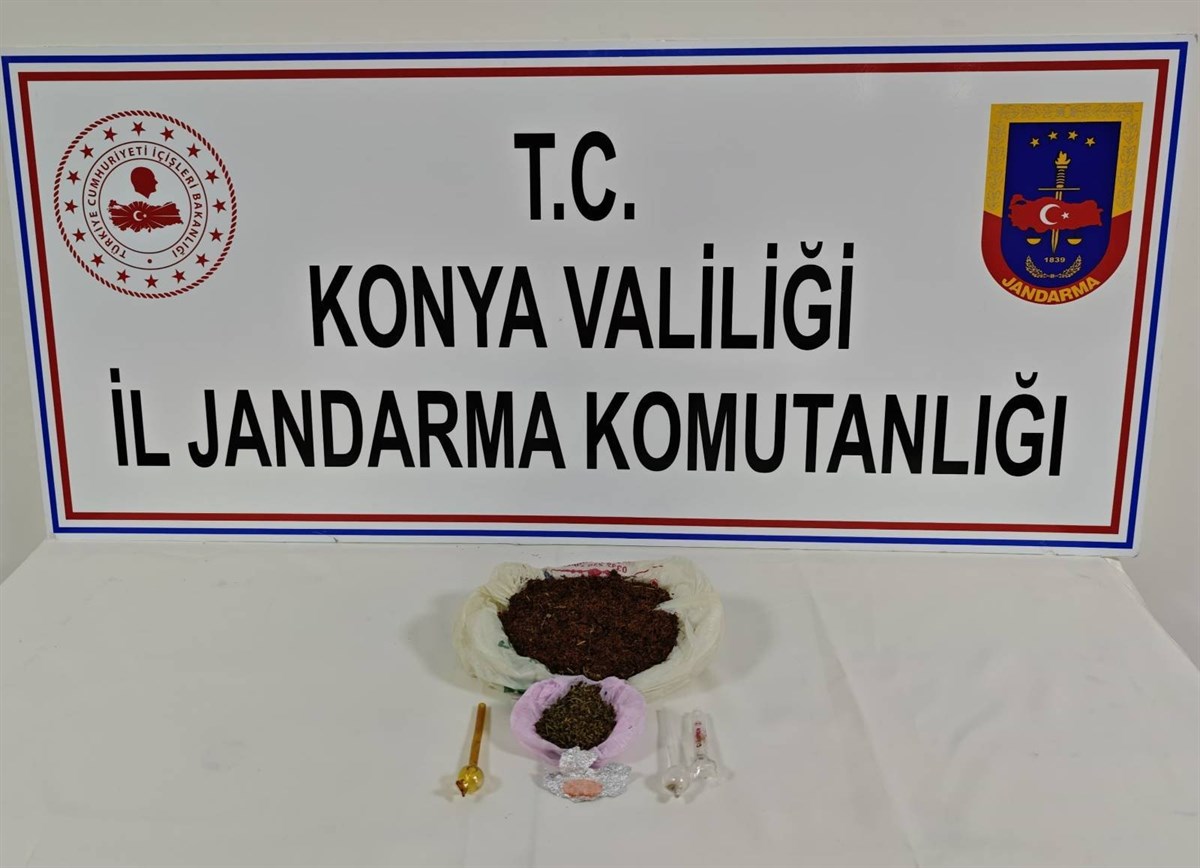 T.C.
KONYA VALİLİĞİ
İL JANDARMA KOMUTANLIĞI
TÜRKİYE CUMHURİYETİ İÇİŞLERİ BAKANLIĞI
1839
JANDARMA